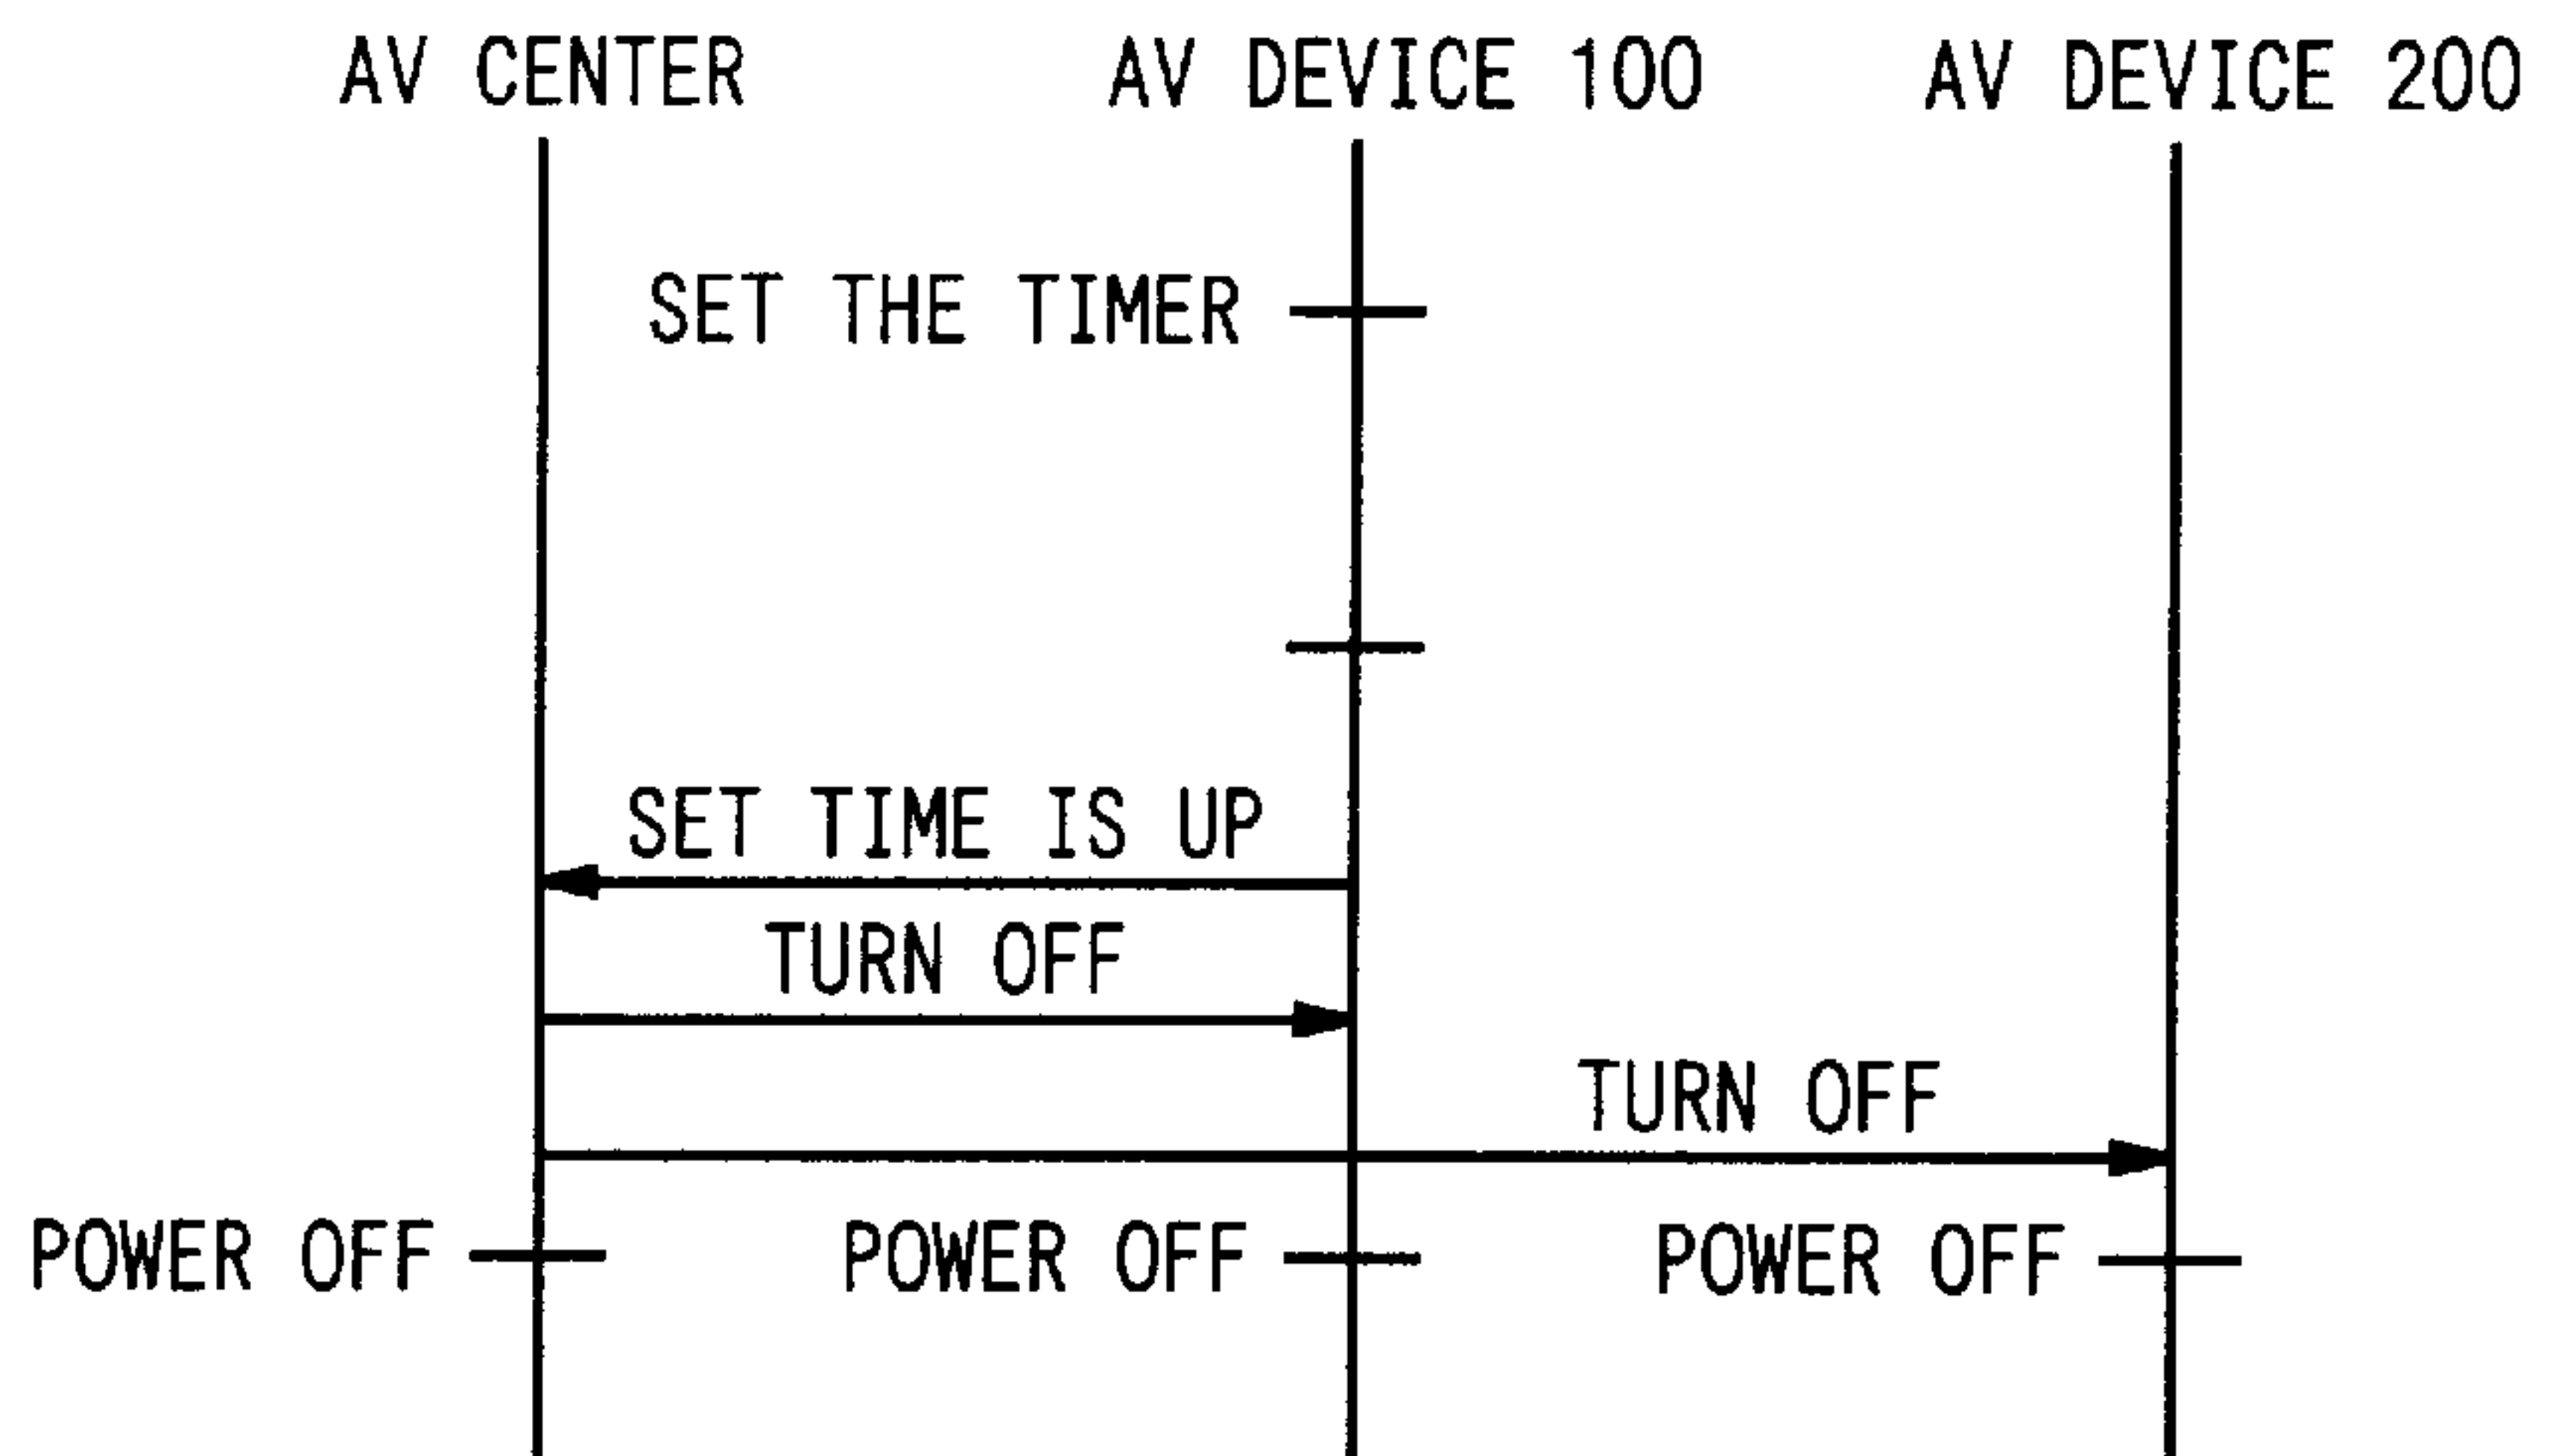 AV CENTER
AV DEVICE 100
AV DEVICE 200
SET THE TIMER
SET TIME IS UP
TURN OFF
TURN OFF
POWER OFF
POWER OFF
POWER OFF